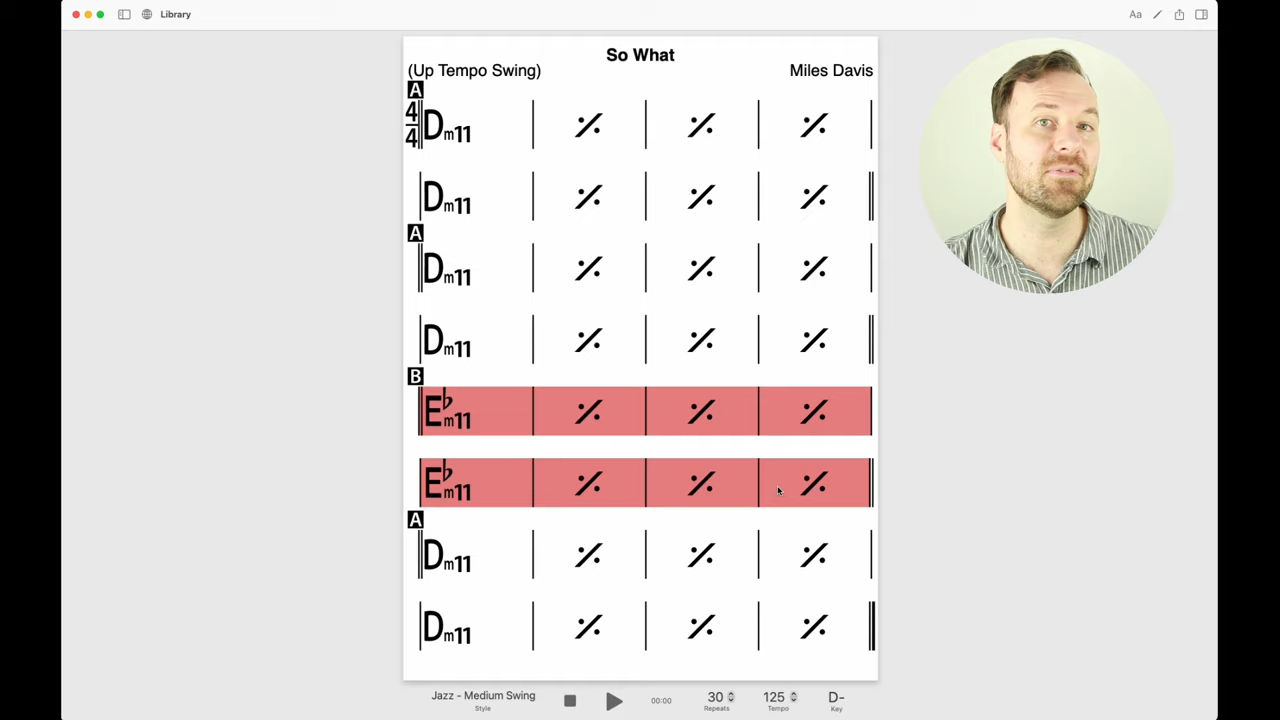 Library
Aa
So What
(Up Tempo Swing) Miles Davis
A
4/4 Dm11
Dm11
A
Dm11
Dm11
B
E♭m11
E♭m11
A
Dm11
Dm11
Jazz - Medium Swing 00:00 30 125 D-
Style Repeats Tempo Key